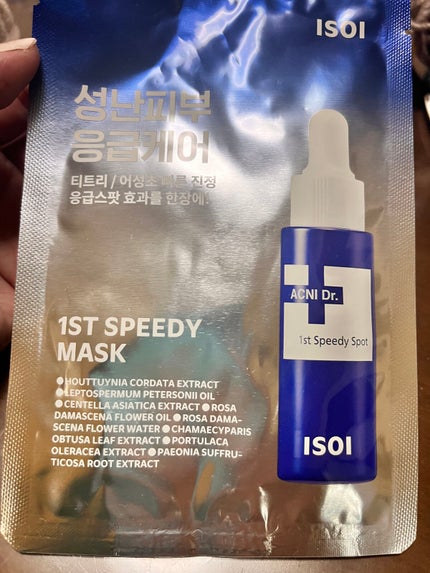 ISOI
성난피부
응급케어
티트리/어성초 빠른 진정
응급스팟 효과를 한장에!
ACNI Dr.
1st Speedy Spot
1ST SPEEDY
MASK
●HOUTTUYNIA CORDATA EXTRACT
●LEPTOSPERMUM PETERSONII OIL
●CENTELLA ASIATICA EXTRACT ●ROSA
DAMASCENA FLOWER OIL ●ROSA DAMA-
SCENA FLOWER WATER ●CHAMAECYPARIS
OBTUSA LEAF EXTRACT ●PORTULACA
OLERACEA EXTRACT ●PAEONIA SUFFRU-
TICOSA ROOT EXTRACT
ISOI